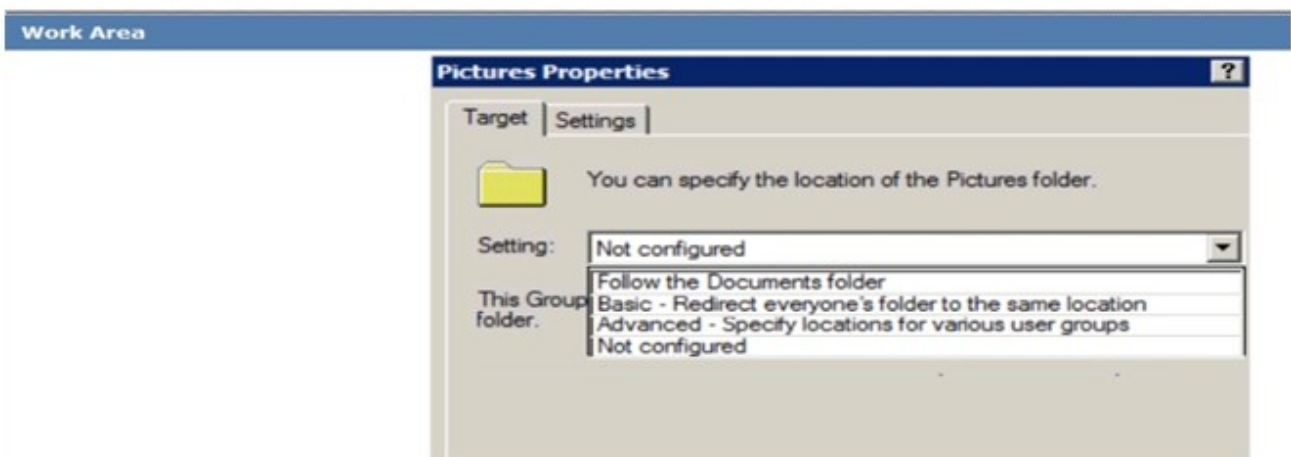 Work Area
Pictures Properties
?
Target
Settings
You can specify the location of the Pictures folder.
Setting:
Not configured
Follow the Documents folder
This Group
Basic - Redirect everyone's folder to the same location
folder.
Advanced - Specify locations for various user groups
Not configured